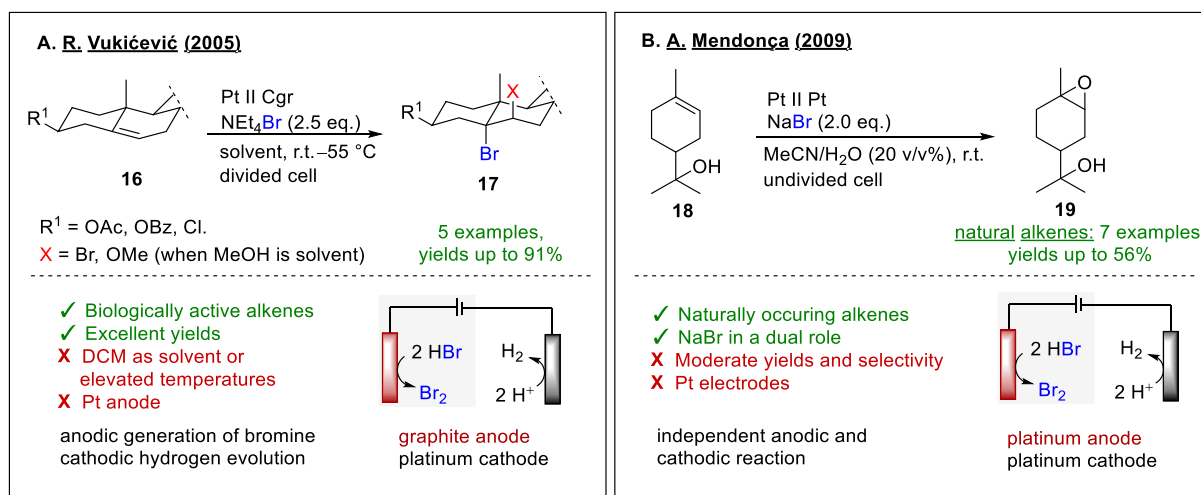 A. R. Vukićević (2005)
R¹
16
Pt II Cgr
NEt₄Br (2.5 eq.)
solvent, r.t.–55 °C
divided cell
X
R¹
Br
17
R¹ = OAc, OBz, Cl.
X = Br, OMe (when MeOH is solvent)
5 examples,
yields up to 91%
✓ Biologically active alkenes
✓ Excellent yields
X DCM as solvent or
elevated temperatures
X Pt anode
anodic generation of bromine
cathodic hydrogen evolution
2 HBr
Br₂
H₂
2 H⁺
graphite anode
platinum cathode
B. A. Mendonça (2009)
OH
18
Pt II Pt
NaBr (2.0 eq.)
MeCN/H₂O (20 v/v%), r.t.
undivided cell
O
OH
19
natural alkenes: 7 examples
yields up to 56%
✓ Naturally occuring alkenes
✓ NaBr in a dual role
X Moderate yields and selectivity
X Pt electrodes
independent anodic and
cathodic reaction
2 HBr
Br₂
H₂
2 H⁺
platinum anode
platinum cathode